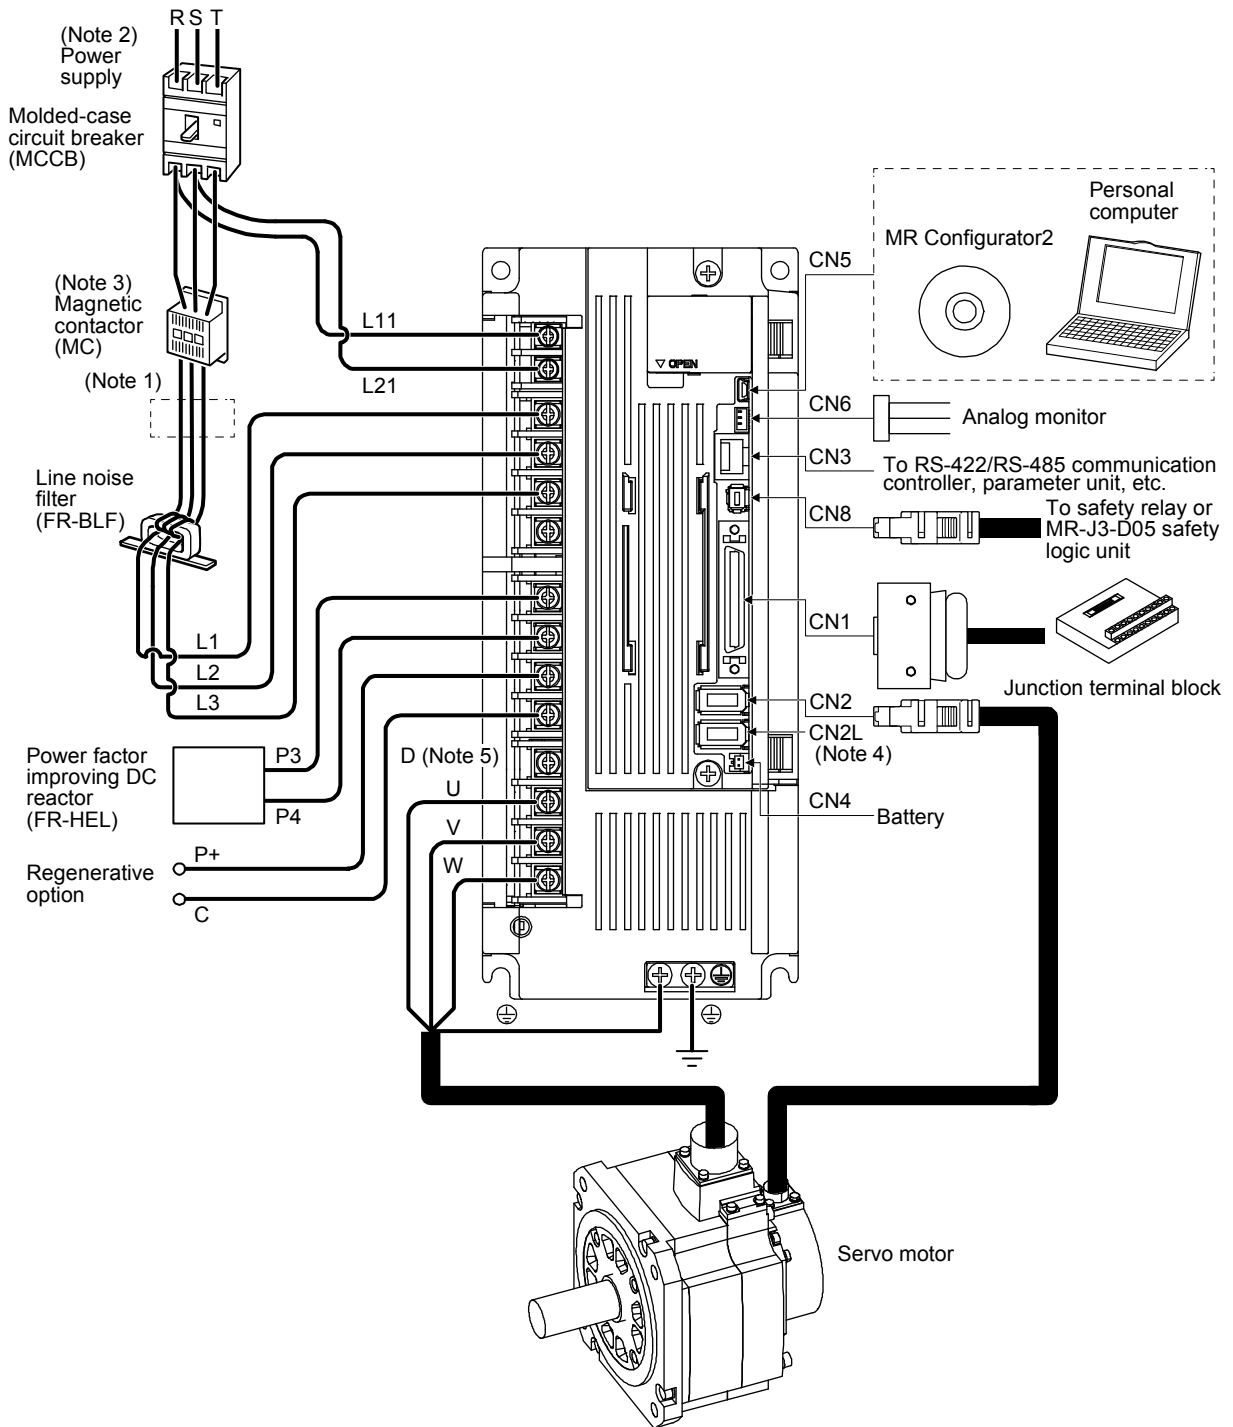 R S T
(Note 2)
Power
supply
Molded-case
circuit breaker
(MCCB)
(Note 3)
Magnetic
contactor
(MC)
(Note 1)
Line noise
filter
(FR-BLF)
L11
L21
L1
L2
L3
Power factor
improving DC
reactor
(FR-HEL)
P3
P4
Regenerative
option
P+
C
D (Note 5)
U
V
W
▽ OPEN
CN5
MR Configurator2
Personal
computer
CN6
Analog monitor
CN3
To RS-422/RS-485 communication
controller, parameter unit, etc.
CN8
To safety relay or
MR-J3-D05 safety
logic unit
CN1
Junction terminal block
CN2
CN2L
(Note 4)
CN4
Battery
Servo motor